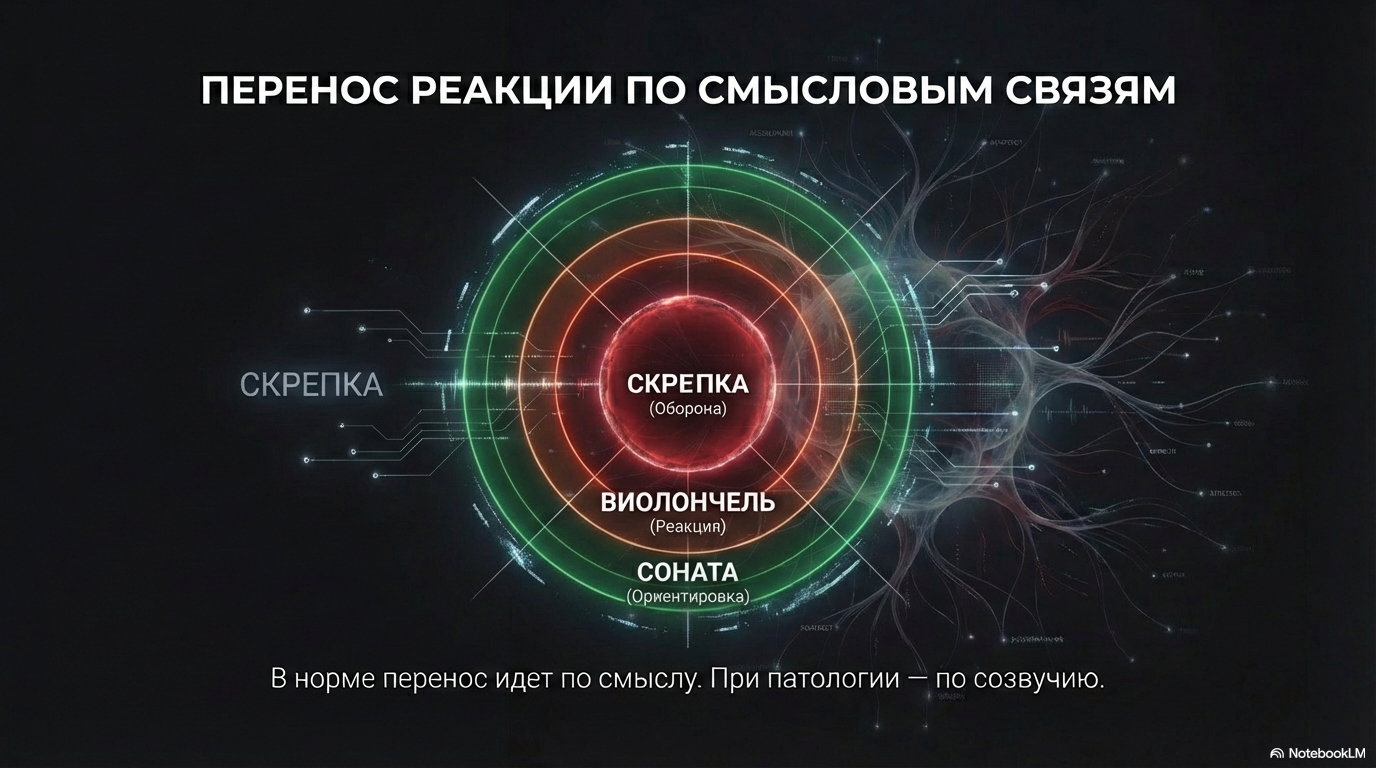 ПЕРЕНОС РЕАКЦИИ ПО СМЫСЛОВЫМ СВЯЗЯМ
СКРЕПКА
СКРЕПКА
(Оборона)
ВИОЛОНЧЕЛЬ
(Реакция)
СОНАТА
(Ориентировка)
В норме перенос идет по смыслу. При патологии — по созвучию.
NotebookLM